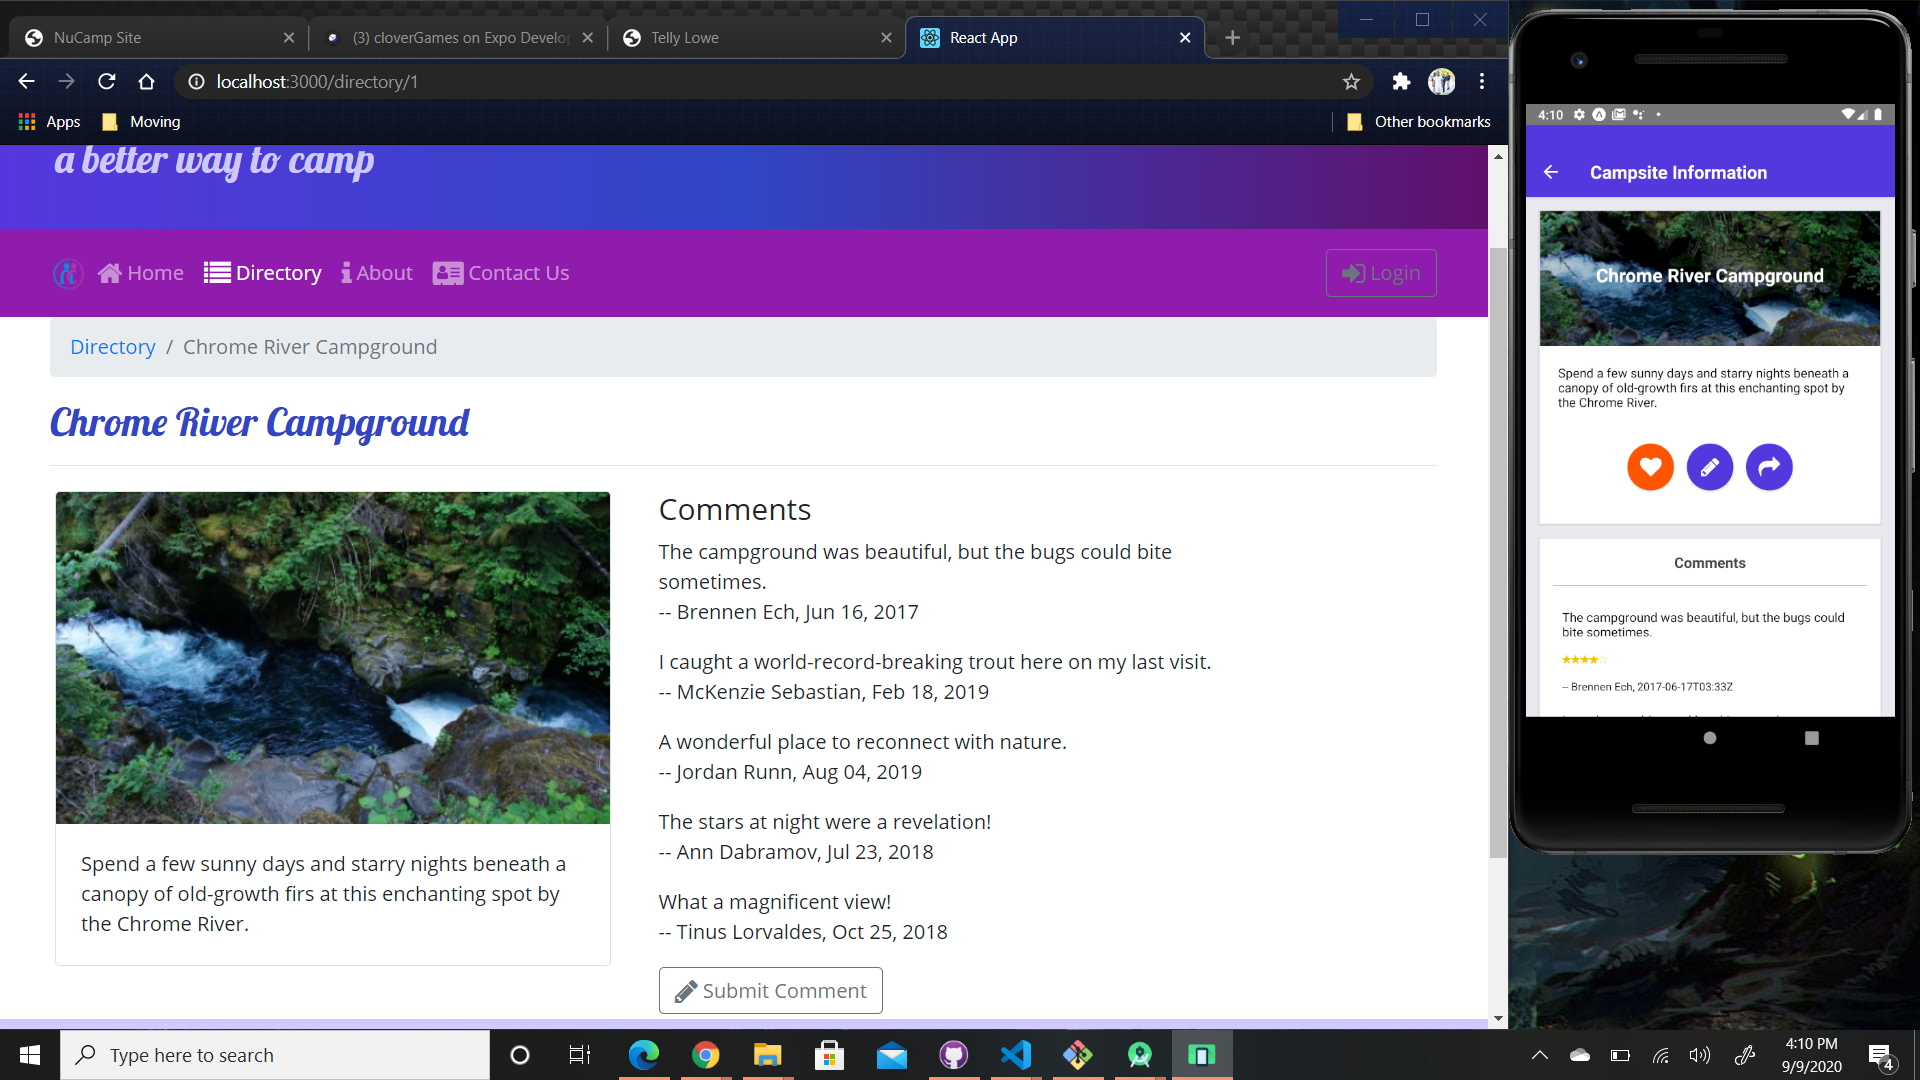 NuCamp Site
(3) cloverGames on Expo Develop
Telly Lowe
React App
localhost:3000/directory/1
Apps
Moving
Other bookmarks
a better way to camp
Home
Directory
About
Contact Us
Login
Directory / Chrome River Campground
Chrome River Campground
Spend a few sunny days and starry nights beneath a
canopy of old-growth firs at this enchanting spot by
the Chrome River.
Comments
The campground was beautiful, but the bugs could bite
sometimes.
-- Brennen Ech, Jun 16, 2017
I caught a world-record-breaking trout here on my last visit.
-- McKenzie Sebastian, Feb 18, 2019
A wonderful place to reconnect with nature.
-- Jordan Runn, Aug 04, 2019
The stars at night were a revelation!
-- Ann Dabramov, Jul 23, 2018
What a magnificent view!
-- Tinus Lorvaldes, Oct 25, 2018
Submit Comment
4:10
Campsite Information
Chrome River Campground
Spend a few sunny days and starry nights beneath a
canopy of old-growth firs at this enchanting spot by
the Chrome River.
Comments
The campground was beautiful, but the bugs could
bite sometimes.
-- Brennen Ech, 2017-06-17T03:33Z
Type here to search
4:10 PM
9/9/2020
4